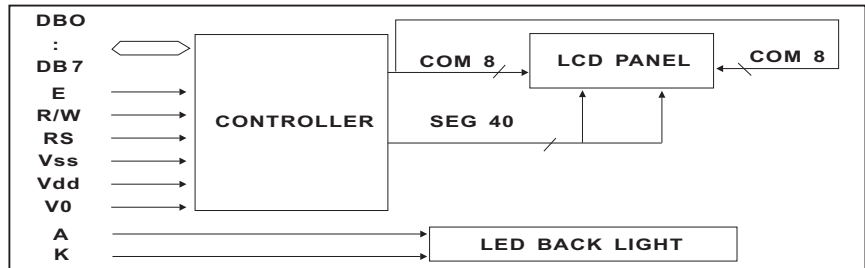 DBO
:
DB7
E
R/W
RS
Vss
Vdd
V0
A
K
CONTROLLER
COM 8
SEG 40
LCD PANEL
COM 8
LED BACK LIGHT